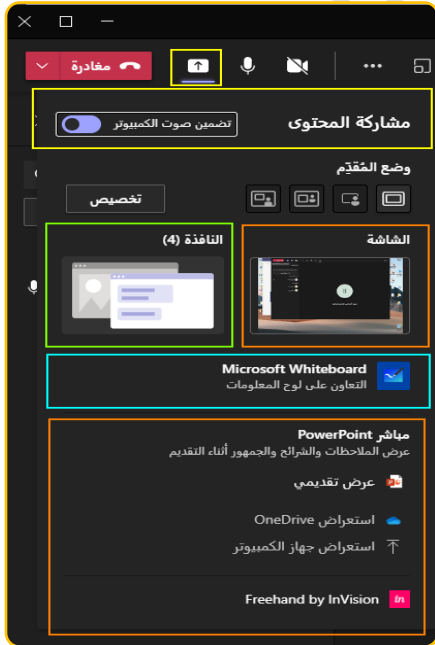 مغادرة
مشاركة المحتوى
تضمين صوت الكمبيوتر
وضع المُقدِّم
تخصيص
الشاشة
النافذة (4)
Microsoft Whiteboard
التعاون على لوح المعلومات
PowerPoint مباشر
عرض الملاحظات والشرائح والجمهور أثناء التقديم
عرض تقديمي
استعراض OneDrive
استعراض جهاز الكمبيوتر
Freehand by InVision